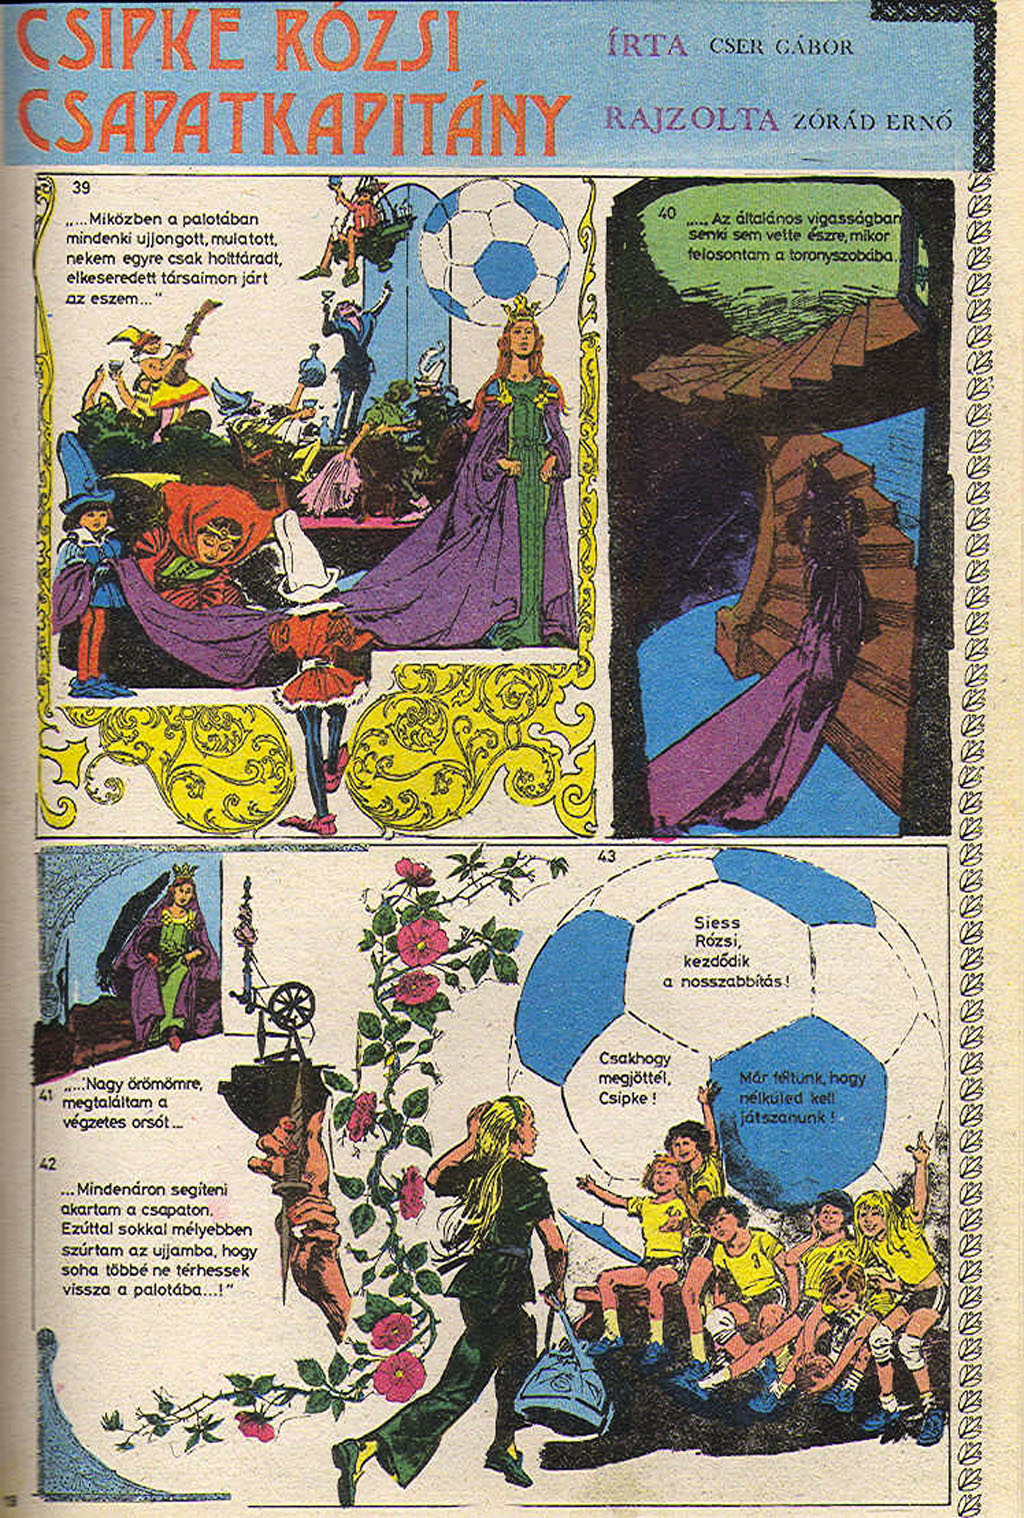 CSIPKE RÓZSI
CSAPATKAPITÁNY
ÍRTA CSER GÁBOR
RAJZOLTA ZÓRÁD ERNŐ
39
„...Miközben a palotában
mindenki ujjongott, mulatott,
nekem egyre csak holtfáradt,
elkeseredett társaimon járt
az eszem..."
40
„... Az általános vigasságban
senki sem vette észre, mikor
felosontam a toronyszobába.
41
„...Nagy örömömre,
megtaláltam a
végzetes orsót...
42
...Mindenáron segíteni
akartam a csapaton.
Ezúttal sokkal mélyebben
szúrtam az ujjamba, hogy
soha többé ne térhessek
vissza a palotába...!"
43
Siess
Rózsi,
kezdődik
a hosszabbítás!
Csakhogy
megjöttél,
Csipke!
Már féltünk, hogy
nélküled kell
játszanunk!